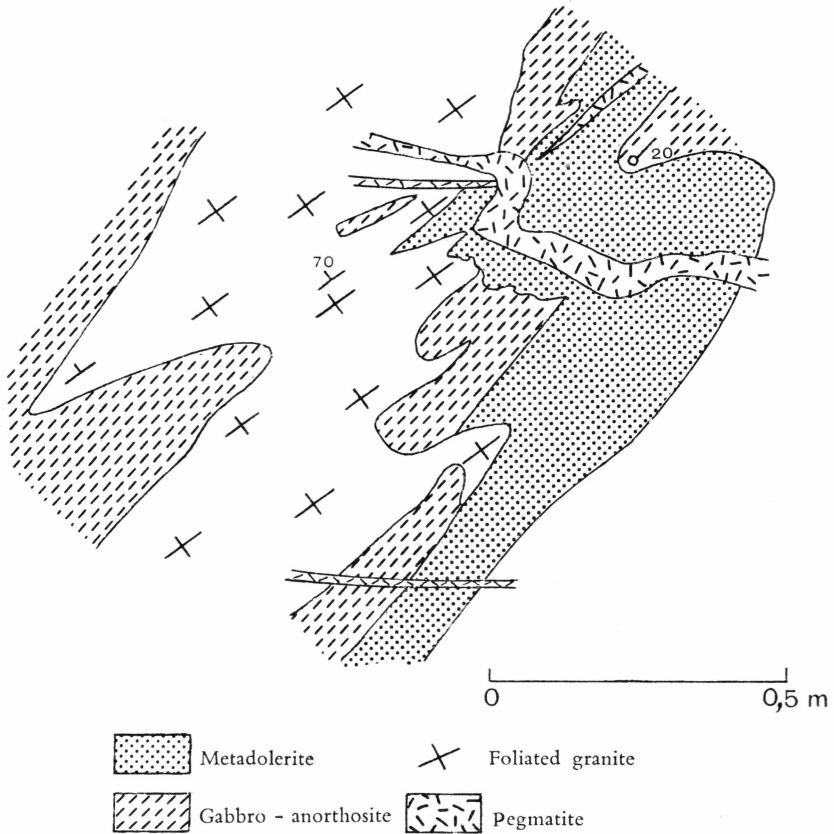 20
70
0 0,5 m
Metadolerite Foliated granite
Gabbro - anorthosite Pegmatite